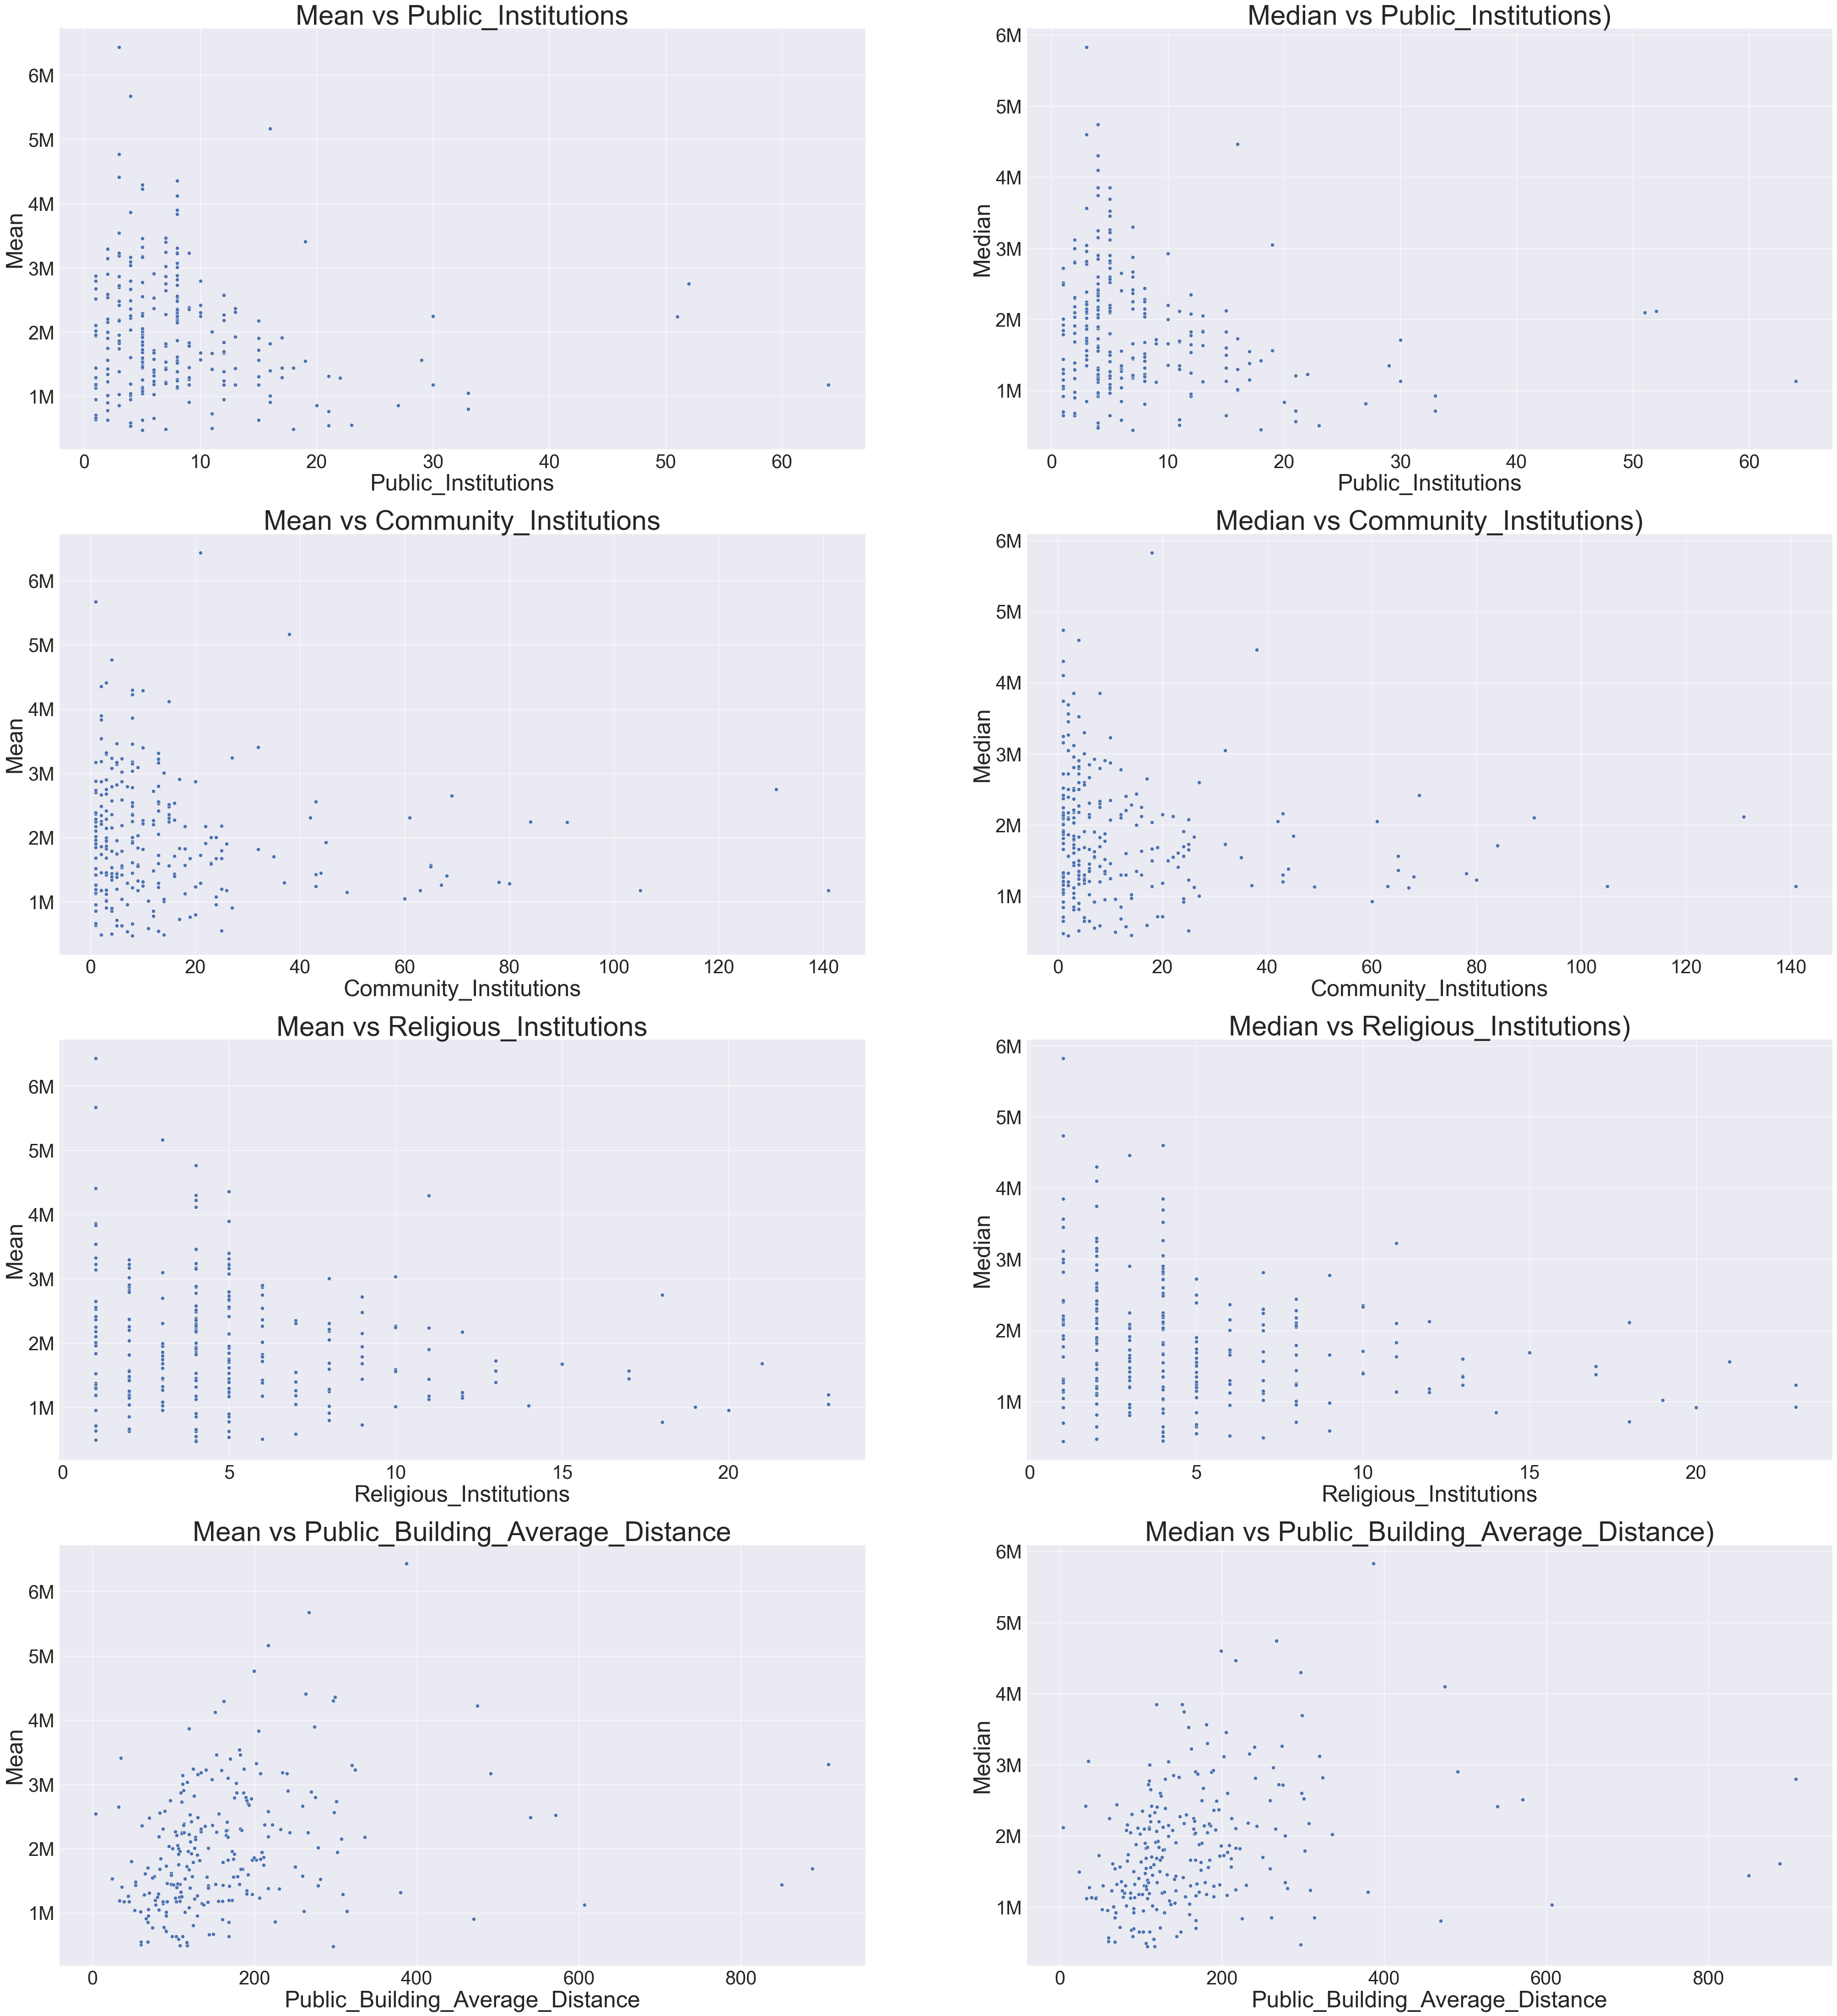 Mean vs Public_Institutions
6M
5M
4M
3M
2M
1M
Mean
0 10 20 30 40 50 60
Public_Institutions
Median vs Public_Institutions)
6M
5M
4M
3M
2M
1M
Median
0 10 20 30 40 50 60
Public_Institutions
Mean vs Community_Institutions
6M
5M
4M
3M
2M
1M
Mean
0 20 40 60 80 100 120 140
Community_Institutions
Median vs Community_Institutions)
6M
5M
4M
3M
2M
1M
Median
0 20 40 60 80 100 120 140
Community_Institutions
Mean vs Religious_Institutions
6M
5M
4M
3M
2M
1M
Mean
0 5 10 15 20
Religious_Institutions
Median vs Religious_Institutions)
6M
5M
4M
3M
2M
1M
Median
0 5 10 15 20
Religious_Institutions
Mean vs Public_Building_Average_Distance
6M
5M
4M
3M
2M
1M
Mean
0 200 400 600 800
Public_Building_Average_Distance
Median vs Public_Building_Average_Distance)
6M
5M
4M
3M
2M
1M
Median
0 200 400 600 800
Public_Building_Average_Distance